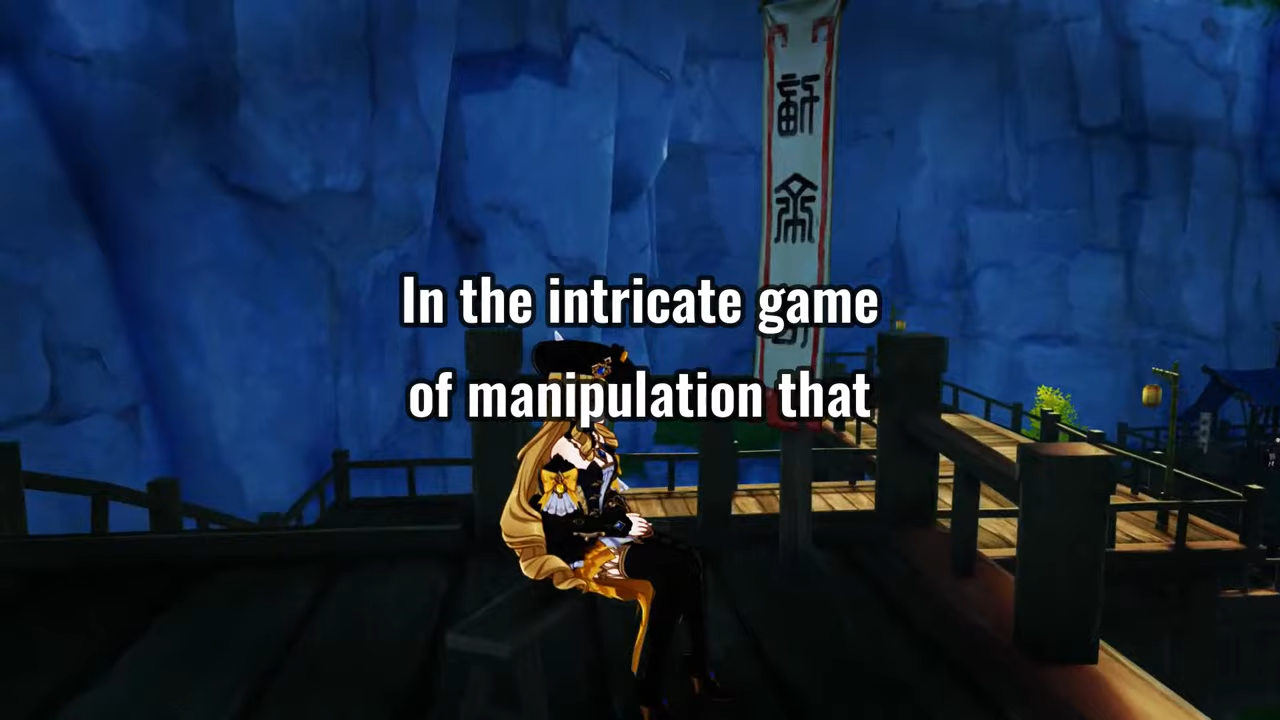 In the intricate game
of manipulation that